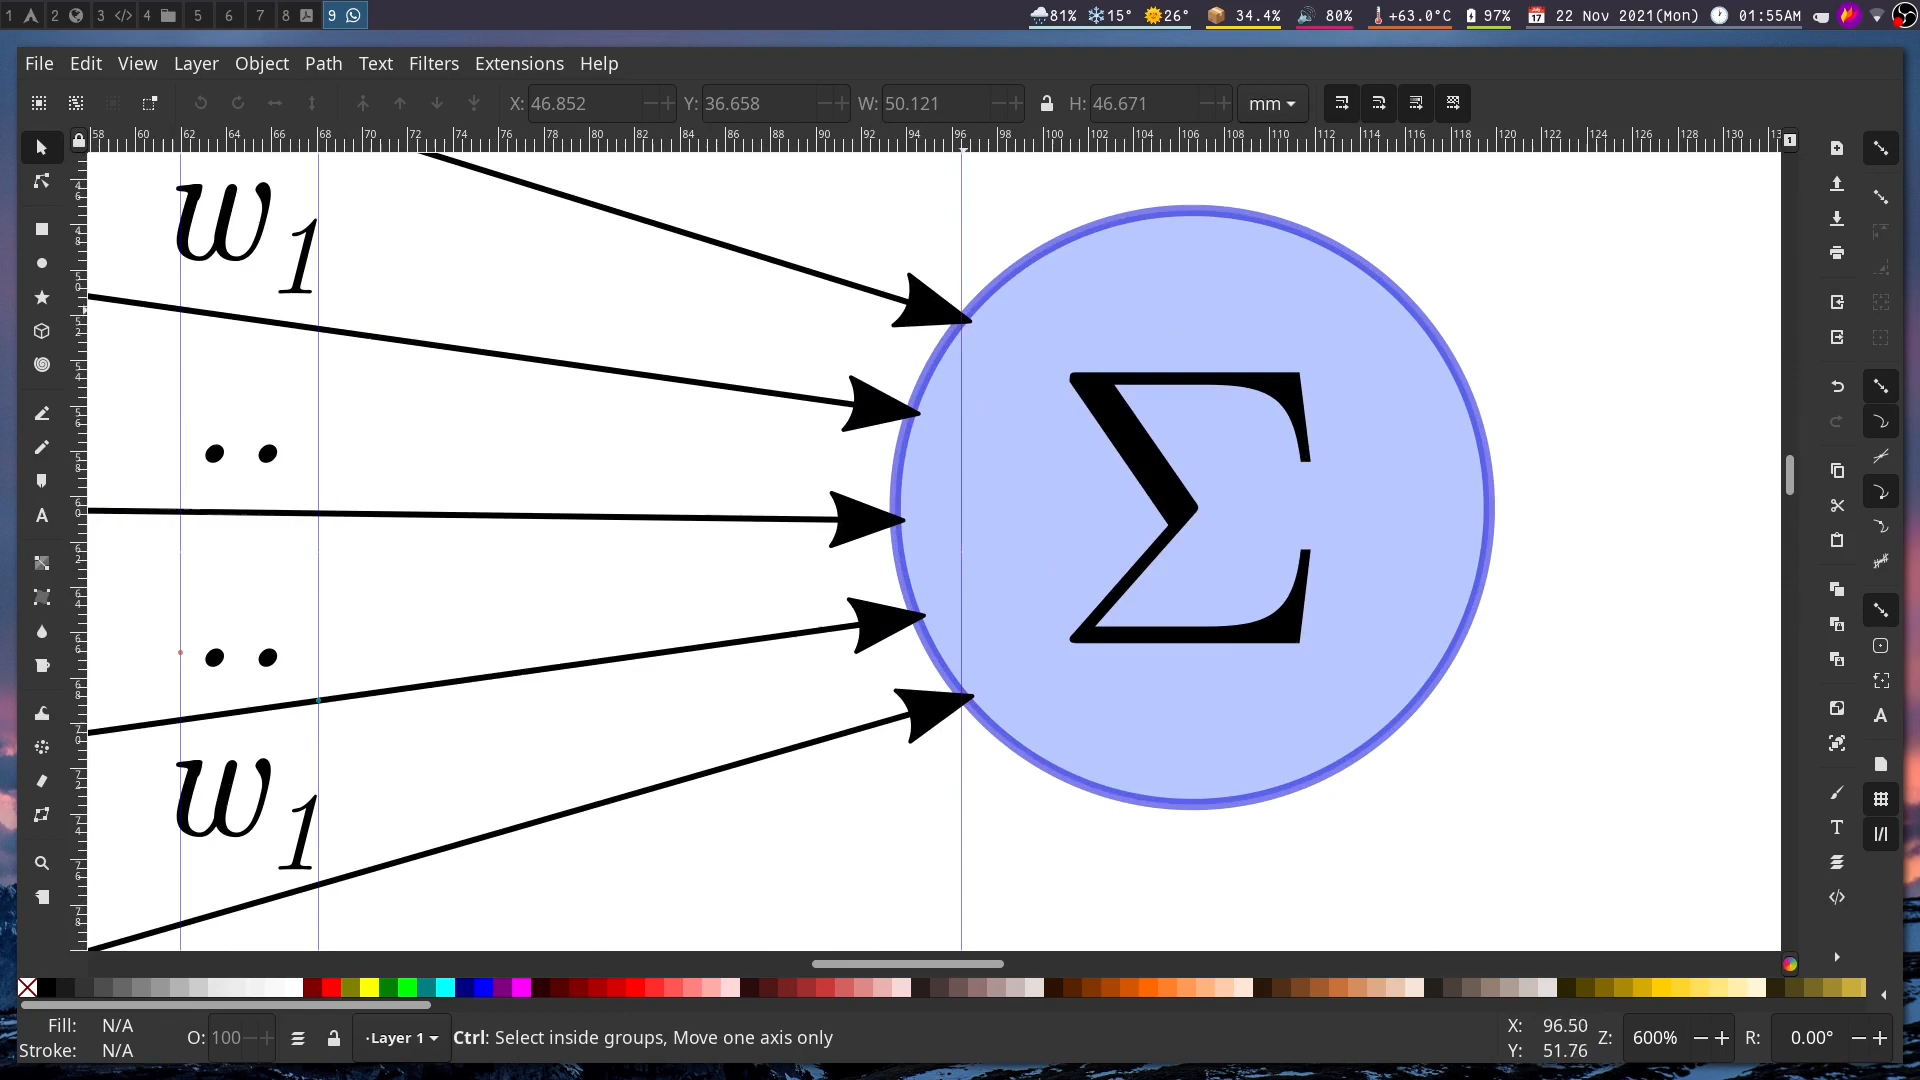 1 2 3 4 5 6 7 8 9 81% 15° 26° 34.4% 80% +63.0°C 97% 22 Nov 2021(Mon) 01:55AM
File Edit View Layer Object Path Text Filters Extensions Help
X: 46.852 Y: 36.658 W: 50.121 H: 46.671 mm
58 60 62 64 66 68 70 72 74 76 78 80 82 84 86 88 90 92 94 96 98 100 102 104 106 108 110 112 114 116 118 120 122 124 126 128 130 13
w1
..
Σ
..
w1
Fill: N/A
Stroke: N/A
O: 100
·Layer 1
Ctrl: Select inside groups, Move one axis only
X: 96.50
Y: 51.76
Z: 600%
R: 0.00°